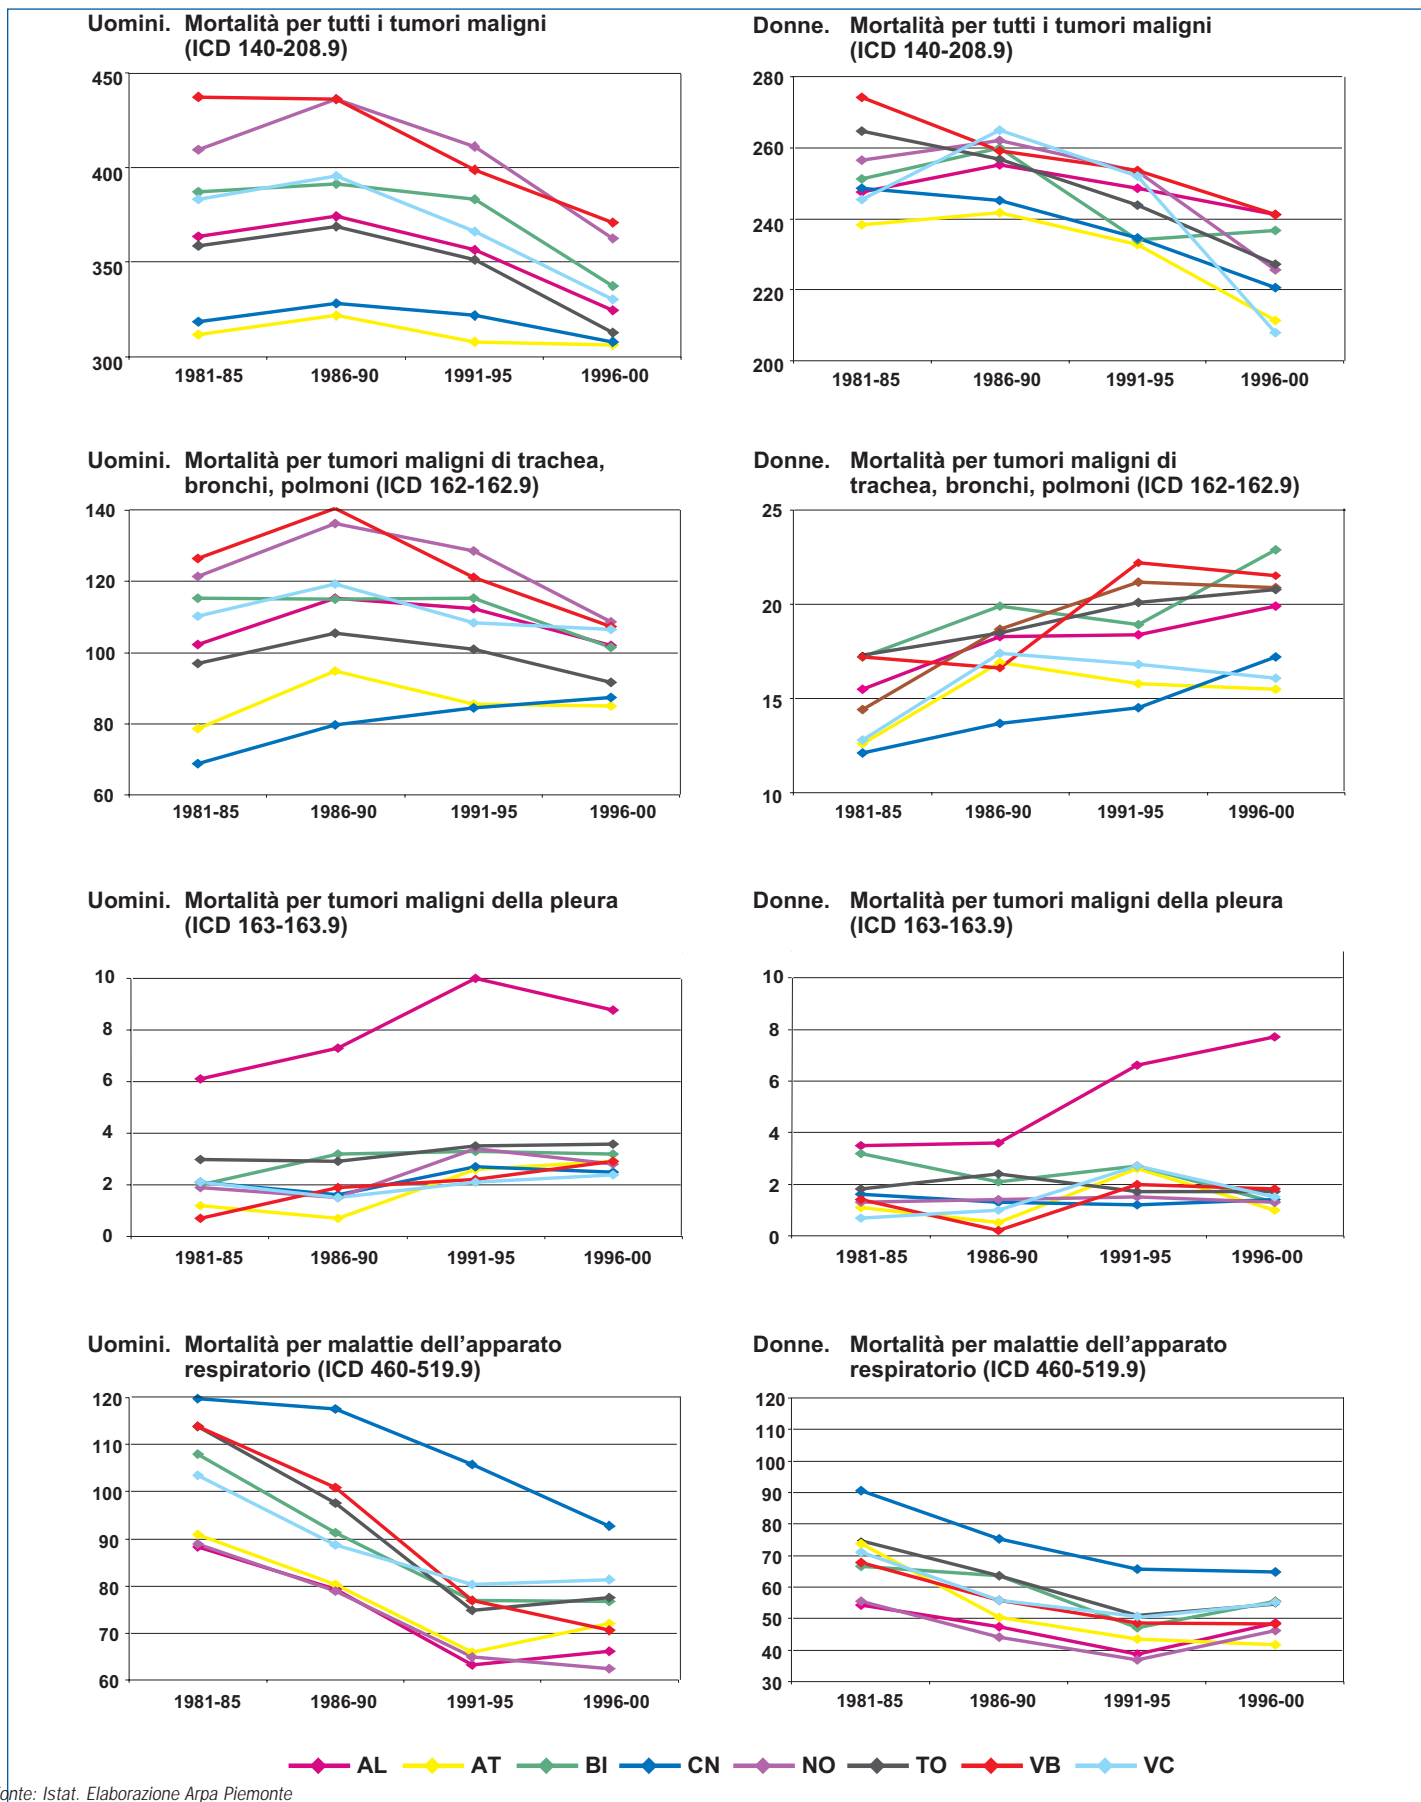 Uomini. Mortalità per tutti i tumori maligni
(ICD 140-208.9)
450
400
350
300
1981-85 1986-90 1991-95 1996-00
Donne. Mortalità per tutti i tumori maligni
(ICD 140-208.9)
280
260
240
220
200
1981-85 1986-90 1991-95 1996-00
Uomini. Mortalità per tumori maligni di trachea,
bronchi, polmoni (ICD 162-162.9)
140
120
100
80
60
1981-85 1986-90 1991-95 1996-00
Donne. Mortalità per tumori maligni di
trachea, bronchi, polmoni (ICD 162-162.9)
25
20
15
10
1981-85 1986-90 1991-95 1996-00
Uomini. Mortalità per tumori maligni della pleura
(ICD 163-163.9)
10
8
6
4
2
0
1981-85 1986-90 1991-95 1996-00
Donne. Mortalità per tumori maligni della pleura
(ICD 163-163.9)
10
8
6
4
2
0
1981-85 1986-90 1991-95 1996-00
Uomini. Mortalità per malattie dell’apparato
respiratorio (ICD 460-519.9)
120
110
100
90
80
70
60
1981-85 1986-90 1991-95 1996-00
Donne. Mortalità per malattie dell’apparato
respiratorio (ICD 460-519.9)
120
110
100
90
80
70
60
50
40
30
1981-85 1986-90 1991-95 1996-00
AL AT BI CN NO TO VB VC
onte: Istat. Elaborazione Arpa Piemonte